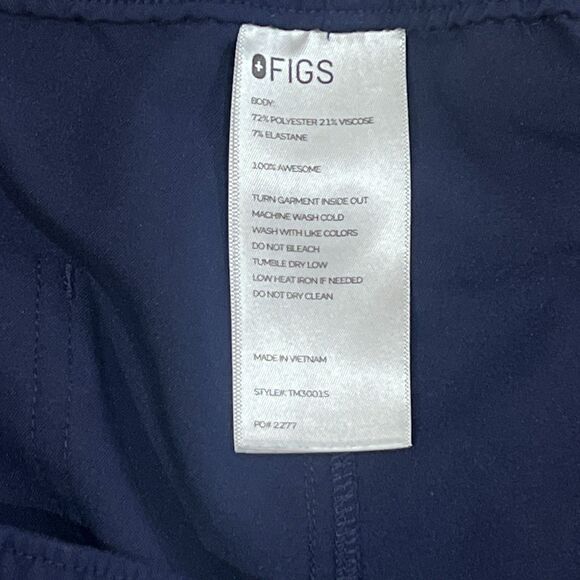 FIGS
BODY:
72% POLYESTER 21% VISCOSE
7% ELASTANE
100% AWESOME
TURN GARMENT INSIDE OUT
MACHINE WASH COLD
WASH WITH LIKE COLORS
DO NOT BLEACH
TUMBLE DRY LOW
LOW HEAT IRON IF NEEDED
DO NOT DRY CLEAN
MADE IN VIETNAM
STYLE#: TM3001S
PO# 2277